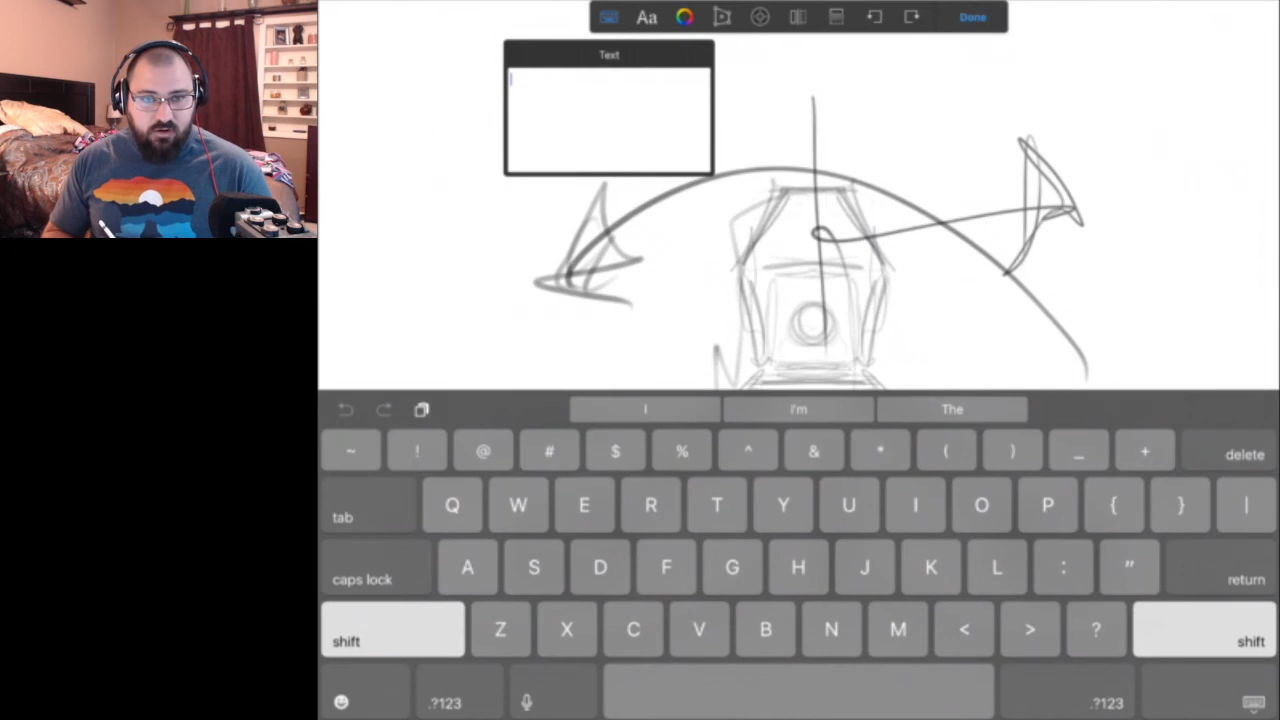 Aa
Done
Text
I
I'm
The
~ ! @ # $ % ^ & * ( ) _ + delete
tab Q W E R T Y U I O P { } |
caps lock A S D F G H J K L : " return
shift Z X C V B N M < > ? shift
.?123 .?123